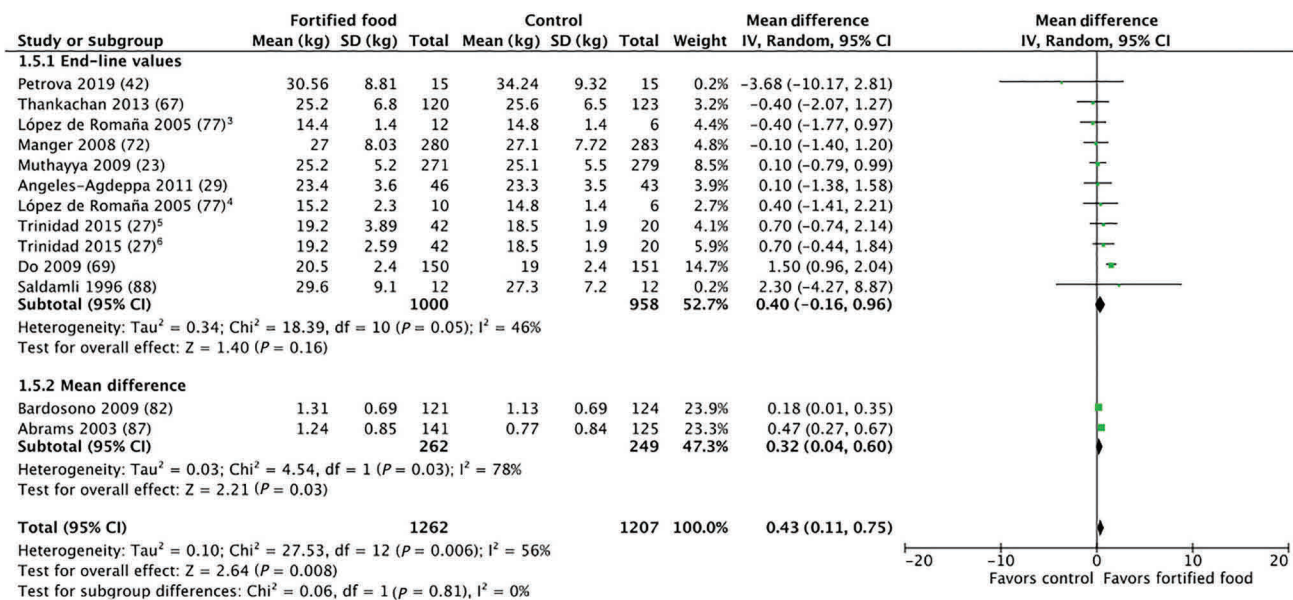 Fortified food Control Mean difference Mean difference
Study or subgroup Mean (kg) SD (kg) Total Mean (kg) SD (kg) Total Weight IV, Random, 95% CI IV, Random, 95% CI
1.5.1 End-line values
Petrova 2019 (42) 30.56 8.81 15 34.24 9.32 15 0.2% −3.68 (−10.17, 2.81)
Thankachan 2013 (67) 25.2 6.8 120 25.6 6.5 123 3.2% −0.40 (−2.07, 1.27)
López de Romaña 2005 (77)³ 14.4 1.4 12 14.8 1.4 6 4.4% −0.40 (−1.77, 0.97)
Manger 2008 (72) 27 8.03 280 27.1 7.72 283 4.8% −0.10 (−1.40, 1.20)
Muthayya 2009 (23) 25.2 5.2 271 25.1 5.5 279 8.5% 0.10 (−0.79, 0.99)
Angeles-Agdeppa 2011 (29) 23.4 3.6 46 23.3 3.5 43 3.9% 0.10 (−1.38, 1.58)
López de Romaña 2005 (77)⁴ 15.2 2.3 10 14.8 1.4 6 2.7% 0.40 (−1.41, 2.21)
Trinidad 2015 (27)⁵ 19.2 3.89 42 18.5 1.9 20 4.1% 0.70 (−0.74, 2.14)
Trinidad 2015 (27)⁶ 19.2 2.59 42 18.5 1.9 20 5.9% 0.70 (−0.44, 1.84)
Do 2009 (69) 20.5 2.4 150 19 2.4 151 14.7% 1.50 (0.96, 2.04)
Saldamli 1996 (88) 29.6 9.1 12 27.3 7.2 12 0.2% 2.30 (−4.27, 8.87)
Subtotal (95% CI) 1000 958 52.7% 0.40 (−0.16, 0.96)
Heterogeneity: Tau² = 0.34; Chi² = 18.39, df = 10 (P = 0.05); I² = 46%
Test for overall effect: Z = 1.40 (P = 0.16)
1.5.2 Mean difference
Bardosono 2009 (82) 1.31 0.69 121 1.13 0.69 124 23.9% 0.18 (0.01, 0.35)
Abrams 2003 (87) 1.24 0.85 141 0.77 0.84 125 23.3% 0.47 (0.27, 0.67)
Subtotal (95% CI) 262 249 47.3% 0.32 (0.04, 0.60)
Heterogeneity: Tau² = 0.03; Chi² = 4.54, df = 1 (P = 0.03); I² = 78%
Test for overall effect: Z = 2.21 (P = 0.03)
Total (95% CI) 1262 1207 100.0% 0.43 (0.11, 0.75)
Heterogeneity: Tau² = 0.10; Chi² = 27.53, df = 12 (P = 0.006); I² = 56%
Test for overall effect: Z = 2.64 (P = 0.008)
Test for subgroup differences: Chi² = 0.06, df = 1 (P = 0.81), I² = 0%
−20 −10 0 10 20
Favors control Favors fortified food